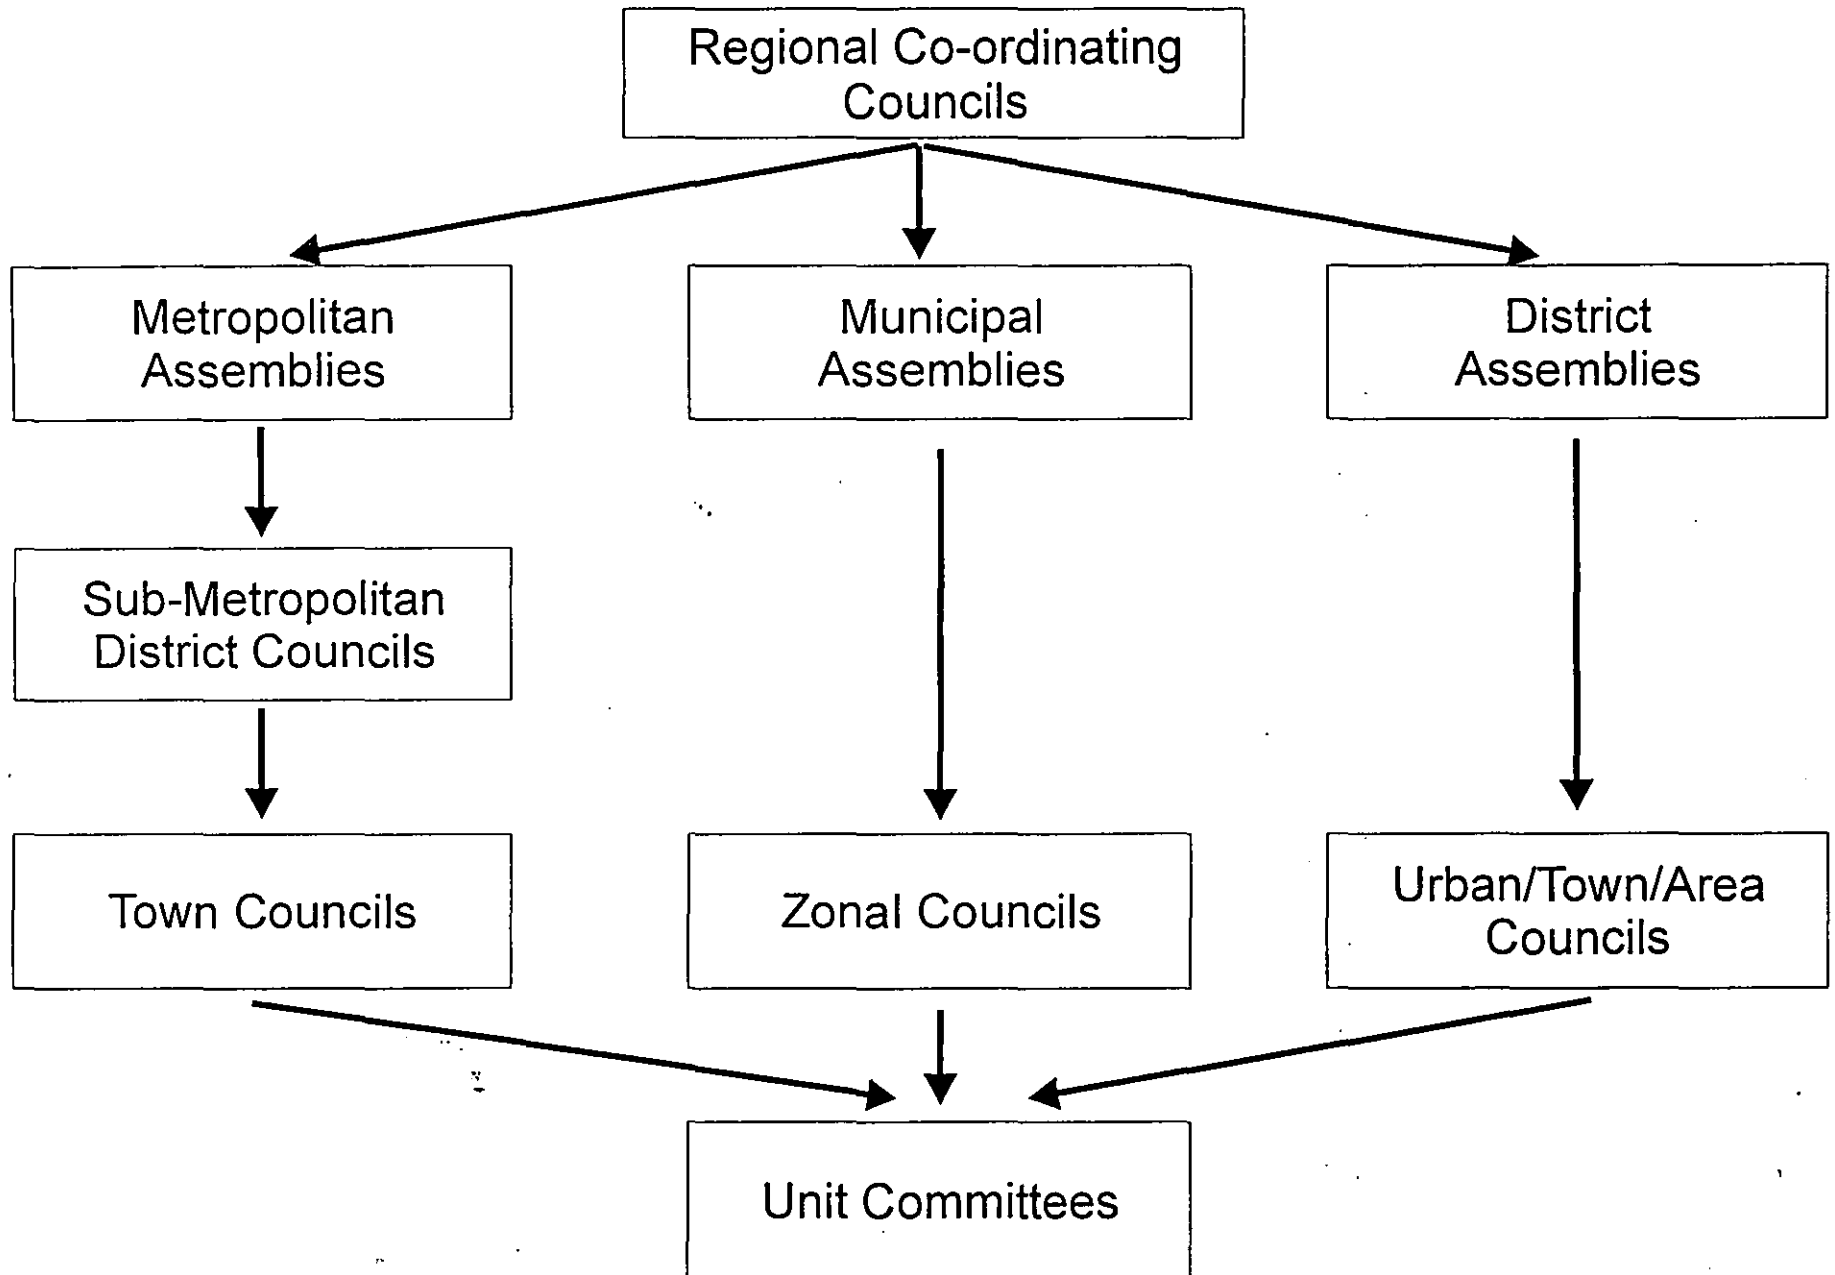 Regional Co-ordinating
Councils
Metropolitan
Assemblies
Municipal
Assemblies
District
Assemblies
Sub-Metropolitan
District Councils
Town Councils
Zonal Councils
Urban/Town/Area
Councils
Unit Committees